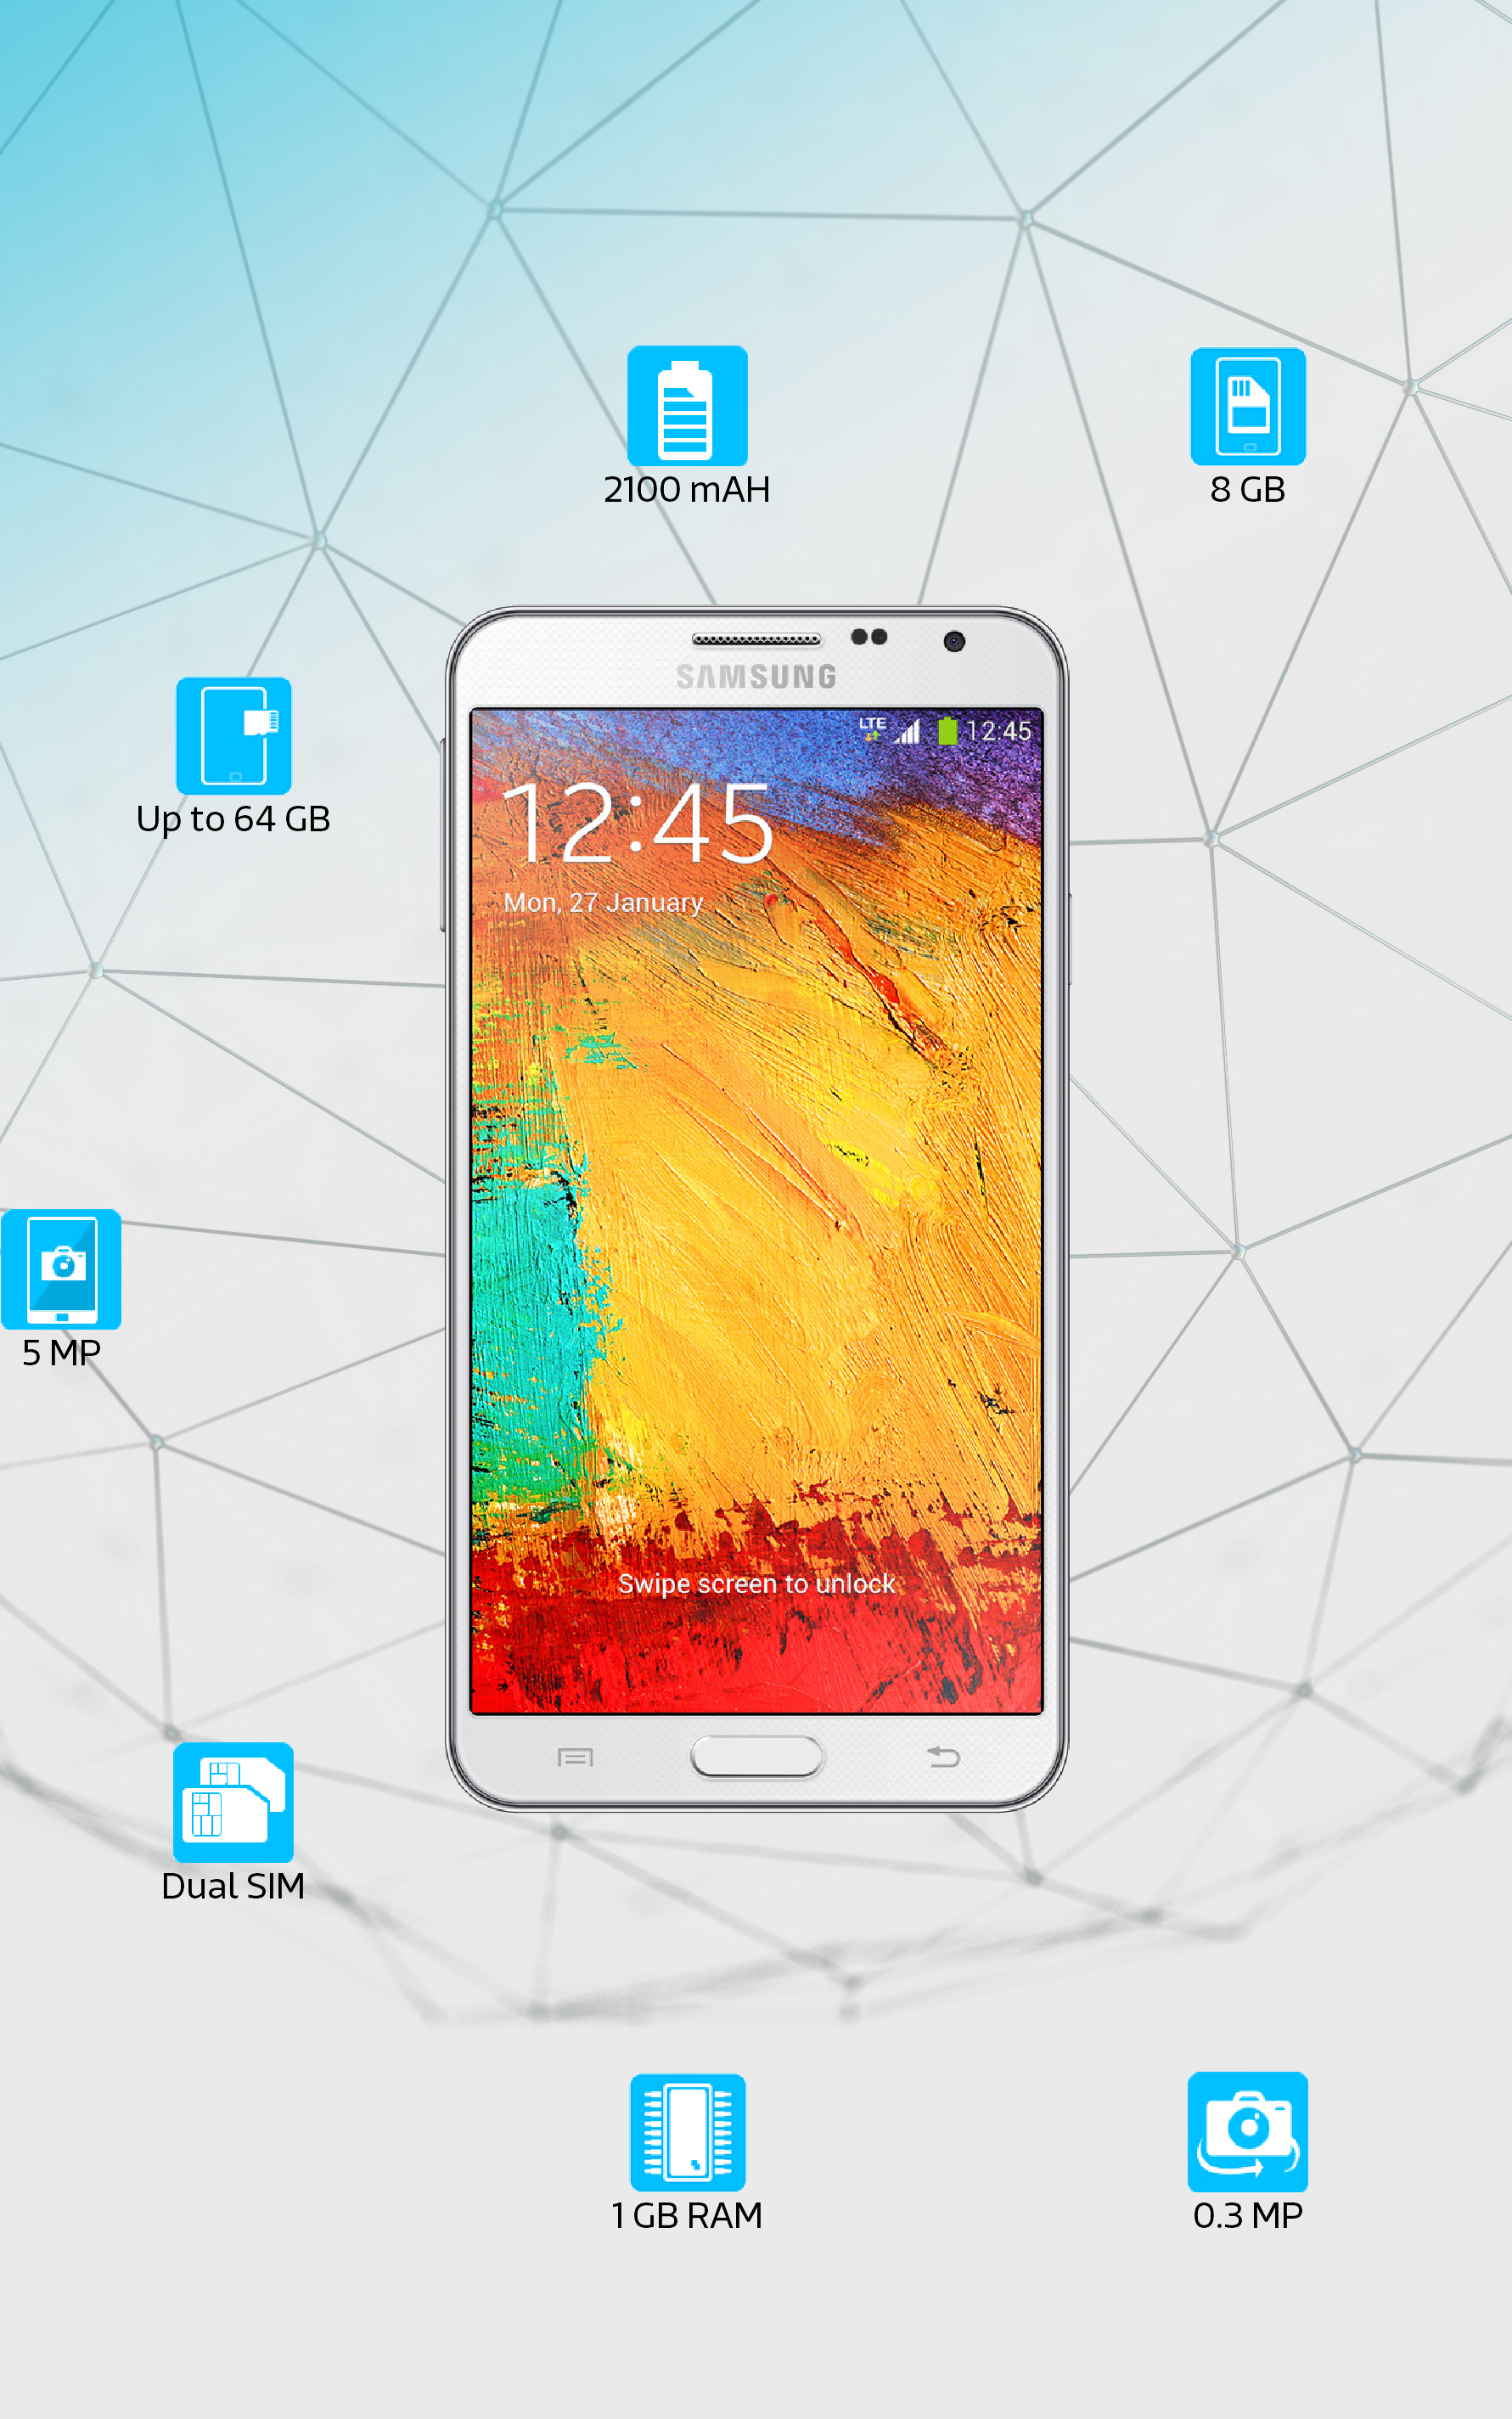 2100 mAH
8 GB
SAMSUNG
LTE 12:45
12:45
Mon, 27 January
Up to 64 GB
5 MP
Swipe screen to unlock
Dual SIM
1 GB RAM
0.3 MP